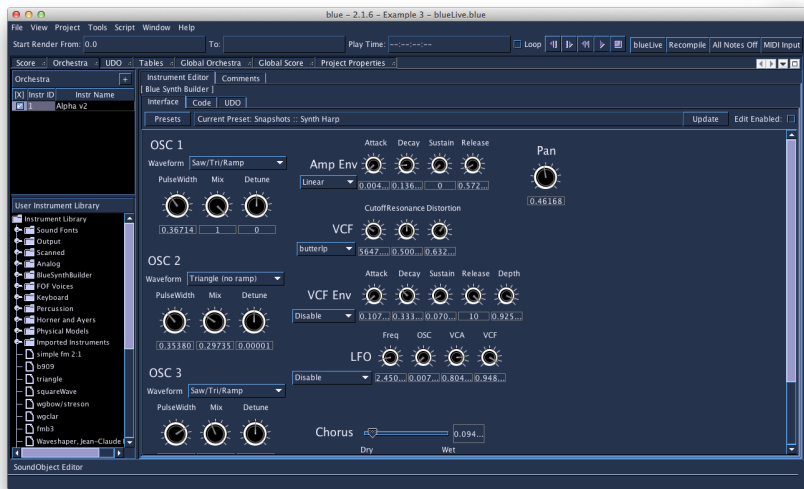 blue - 2.1.6 - Example 3 - blueLive.blue
File View Project Tools Script Window Help
Start Render From: 0.0 To: Play Time: --:--:--:-- Loop blueLive Recompile All Notes Off MIDI Input
Score Orchestra UDO Tables Global Orchestra Global Score Project Properties
Orchestra +
[X] Instr ID Instr Name
1 Alpha v2
User Instrument Library
Instrument Library
Sound Fonts
Output
Scanned
Analog
BlueSynthBuilder
FOF Voices
Keyboard
Percussion
Horner and Ayers
Physical Models
Imported Instruments
simple fm 2:1
b909
triangle
squareWave
wgbow/streson
wgclar
fmb3
Waveshaper, Jean-Claude
Instrument Editor Comments
[ Blue Synth Builder ]
Interface Code UDO
Presets Current Preset: Snapshots :: Synth Harp Update Edit Enabled:
OSC 1
Waveform Saw/Tri/Ramp
PulseWidth Mix Detune
0.36714 1 0
OSC 2
Waveform Triangle (no ramp)
PulseWidth Mix Detune
0.35380 0.29735 0.00001
OSC 3
Waveform Saw/Tri/Ramp
PulseWidth Mix Detune
Attack Decay Sustain Release
Amp Env
Linear 0.004... 0.136... 0 0.572...
Cutoff Resonance Distortion
VCF
butterlp 5647... 0.500... 0.632...
Attack Decay Sustain Release Depth
VCF Env
Disable 0.107... 0.333... 0.070... 10 0.925...
Freq OSC VCA VCF
LFO
Disable 2.450... 0.007... 0.804... 0.948...
Chorus 0.094...
Dry Wet
Pan
0.46168
SoundObject Editor